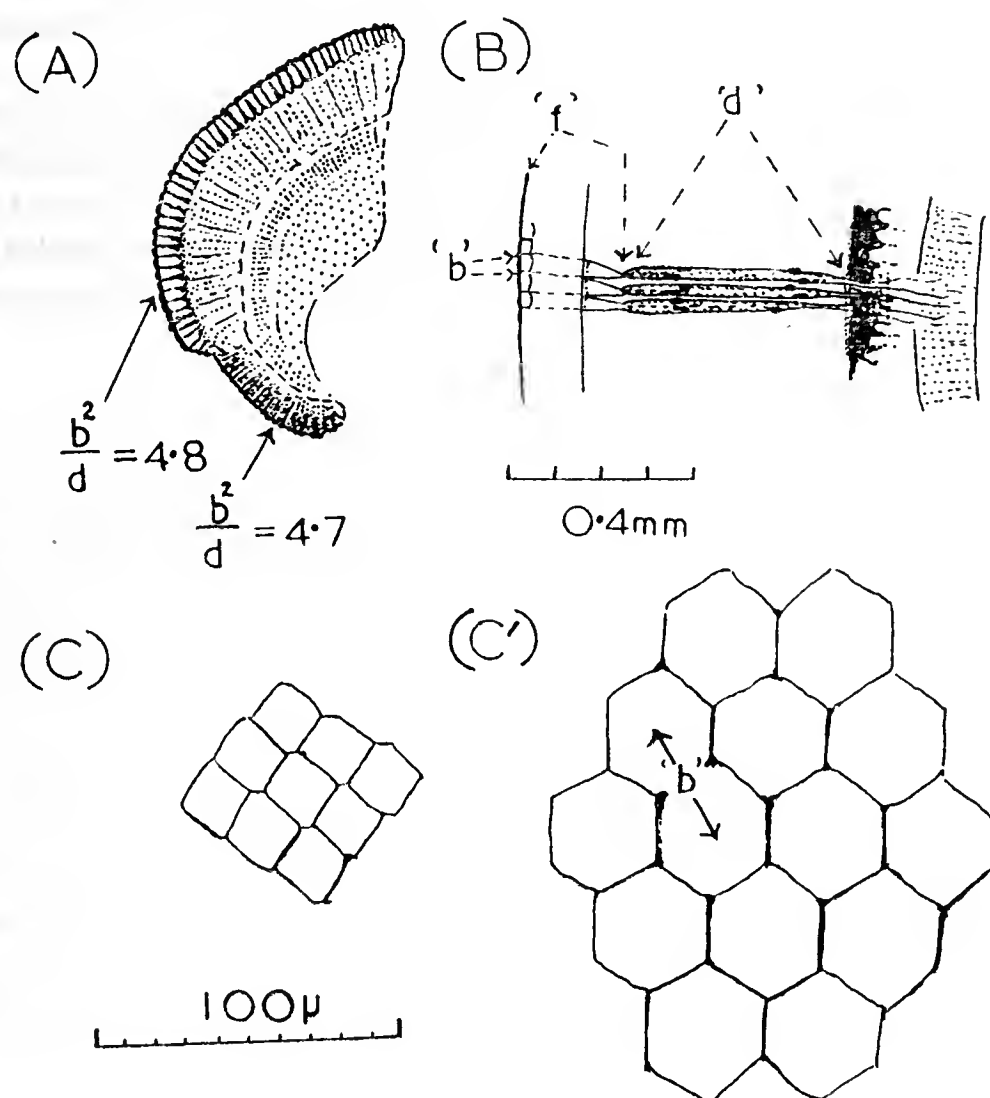 (A)
b²/d = 4·8
b²/d = 4·7
(B)
'f'
'd'
'b'
0·4mm
(C)
100μ
(C')
'b'